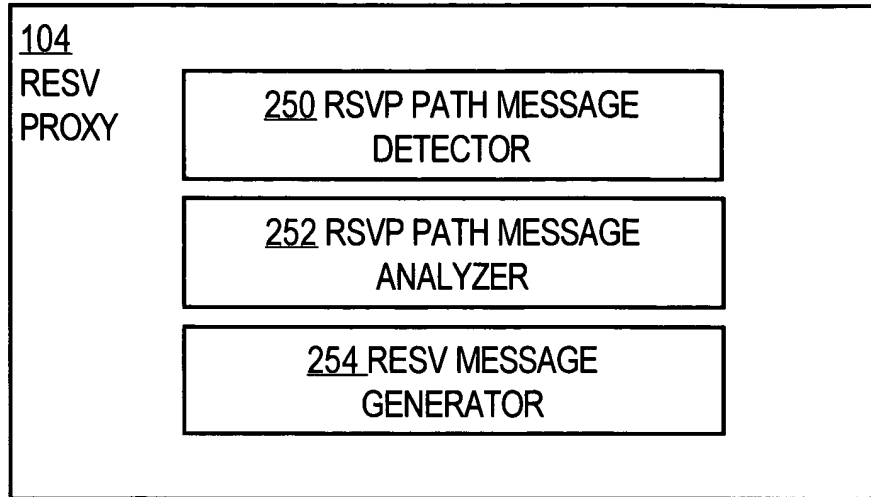 104
RESV
PROXY
250 RSVP PATH MESSAGE
DETECTOR
252 RSVP PATH MESSAGE
ANALYZER
254 RESV MESSAGE
GENERATOR